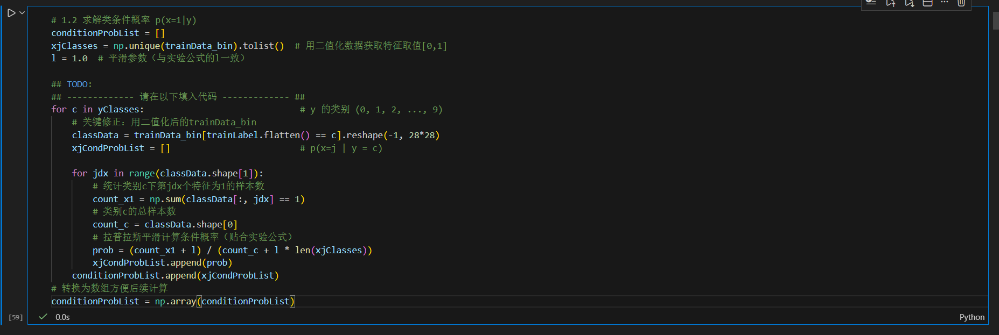 # 1.2 求解类条件概率 p(x=1|y)
conditionProbList = []
xjClasses = np.unique(trainData_bin).tolist()  # 用二值化数据获取特征取值[0,1]
l = 1.0  # 平滑参数（与实验公式的l一致）
## TODO:
## ------------- 请在以下填入代码 ------------- ##
for c in yClasses:                              # y 的类别 (0, 1, 2, ..., 9)
    # 关键修正：用二值化后的trainData_bin
    classData = trainData_bin[trainLabel.flatten() == c].reshape(-1, 28*28)
    xjCondProbList = []                         # p(x=j | y = c)
    for jdx in range(classData.shape[1]):
        # 统计类别c下第jdx个特征为1的样本数
        count_x1 = np.sum(classData[:, jdx] == 1)
        # 类别c的总样本数
        count_c = classData.shape[0]
        # 拉普拉斯平滑计算条件概率（贴合实验公式）
        prob = (count_x1 + l) / (count_c + l * len(xjClasses))
        xjCondProbList.append(prob)
    conditionProbList.append(xjCondProbList)
# 转换为数组方便后续计算
conditionProbList = np.array(conditionProbList)
[59] 0.0s Python